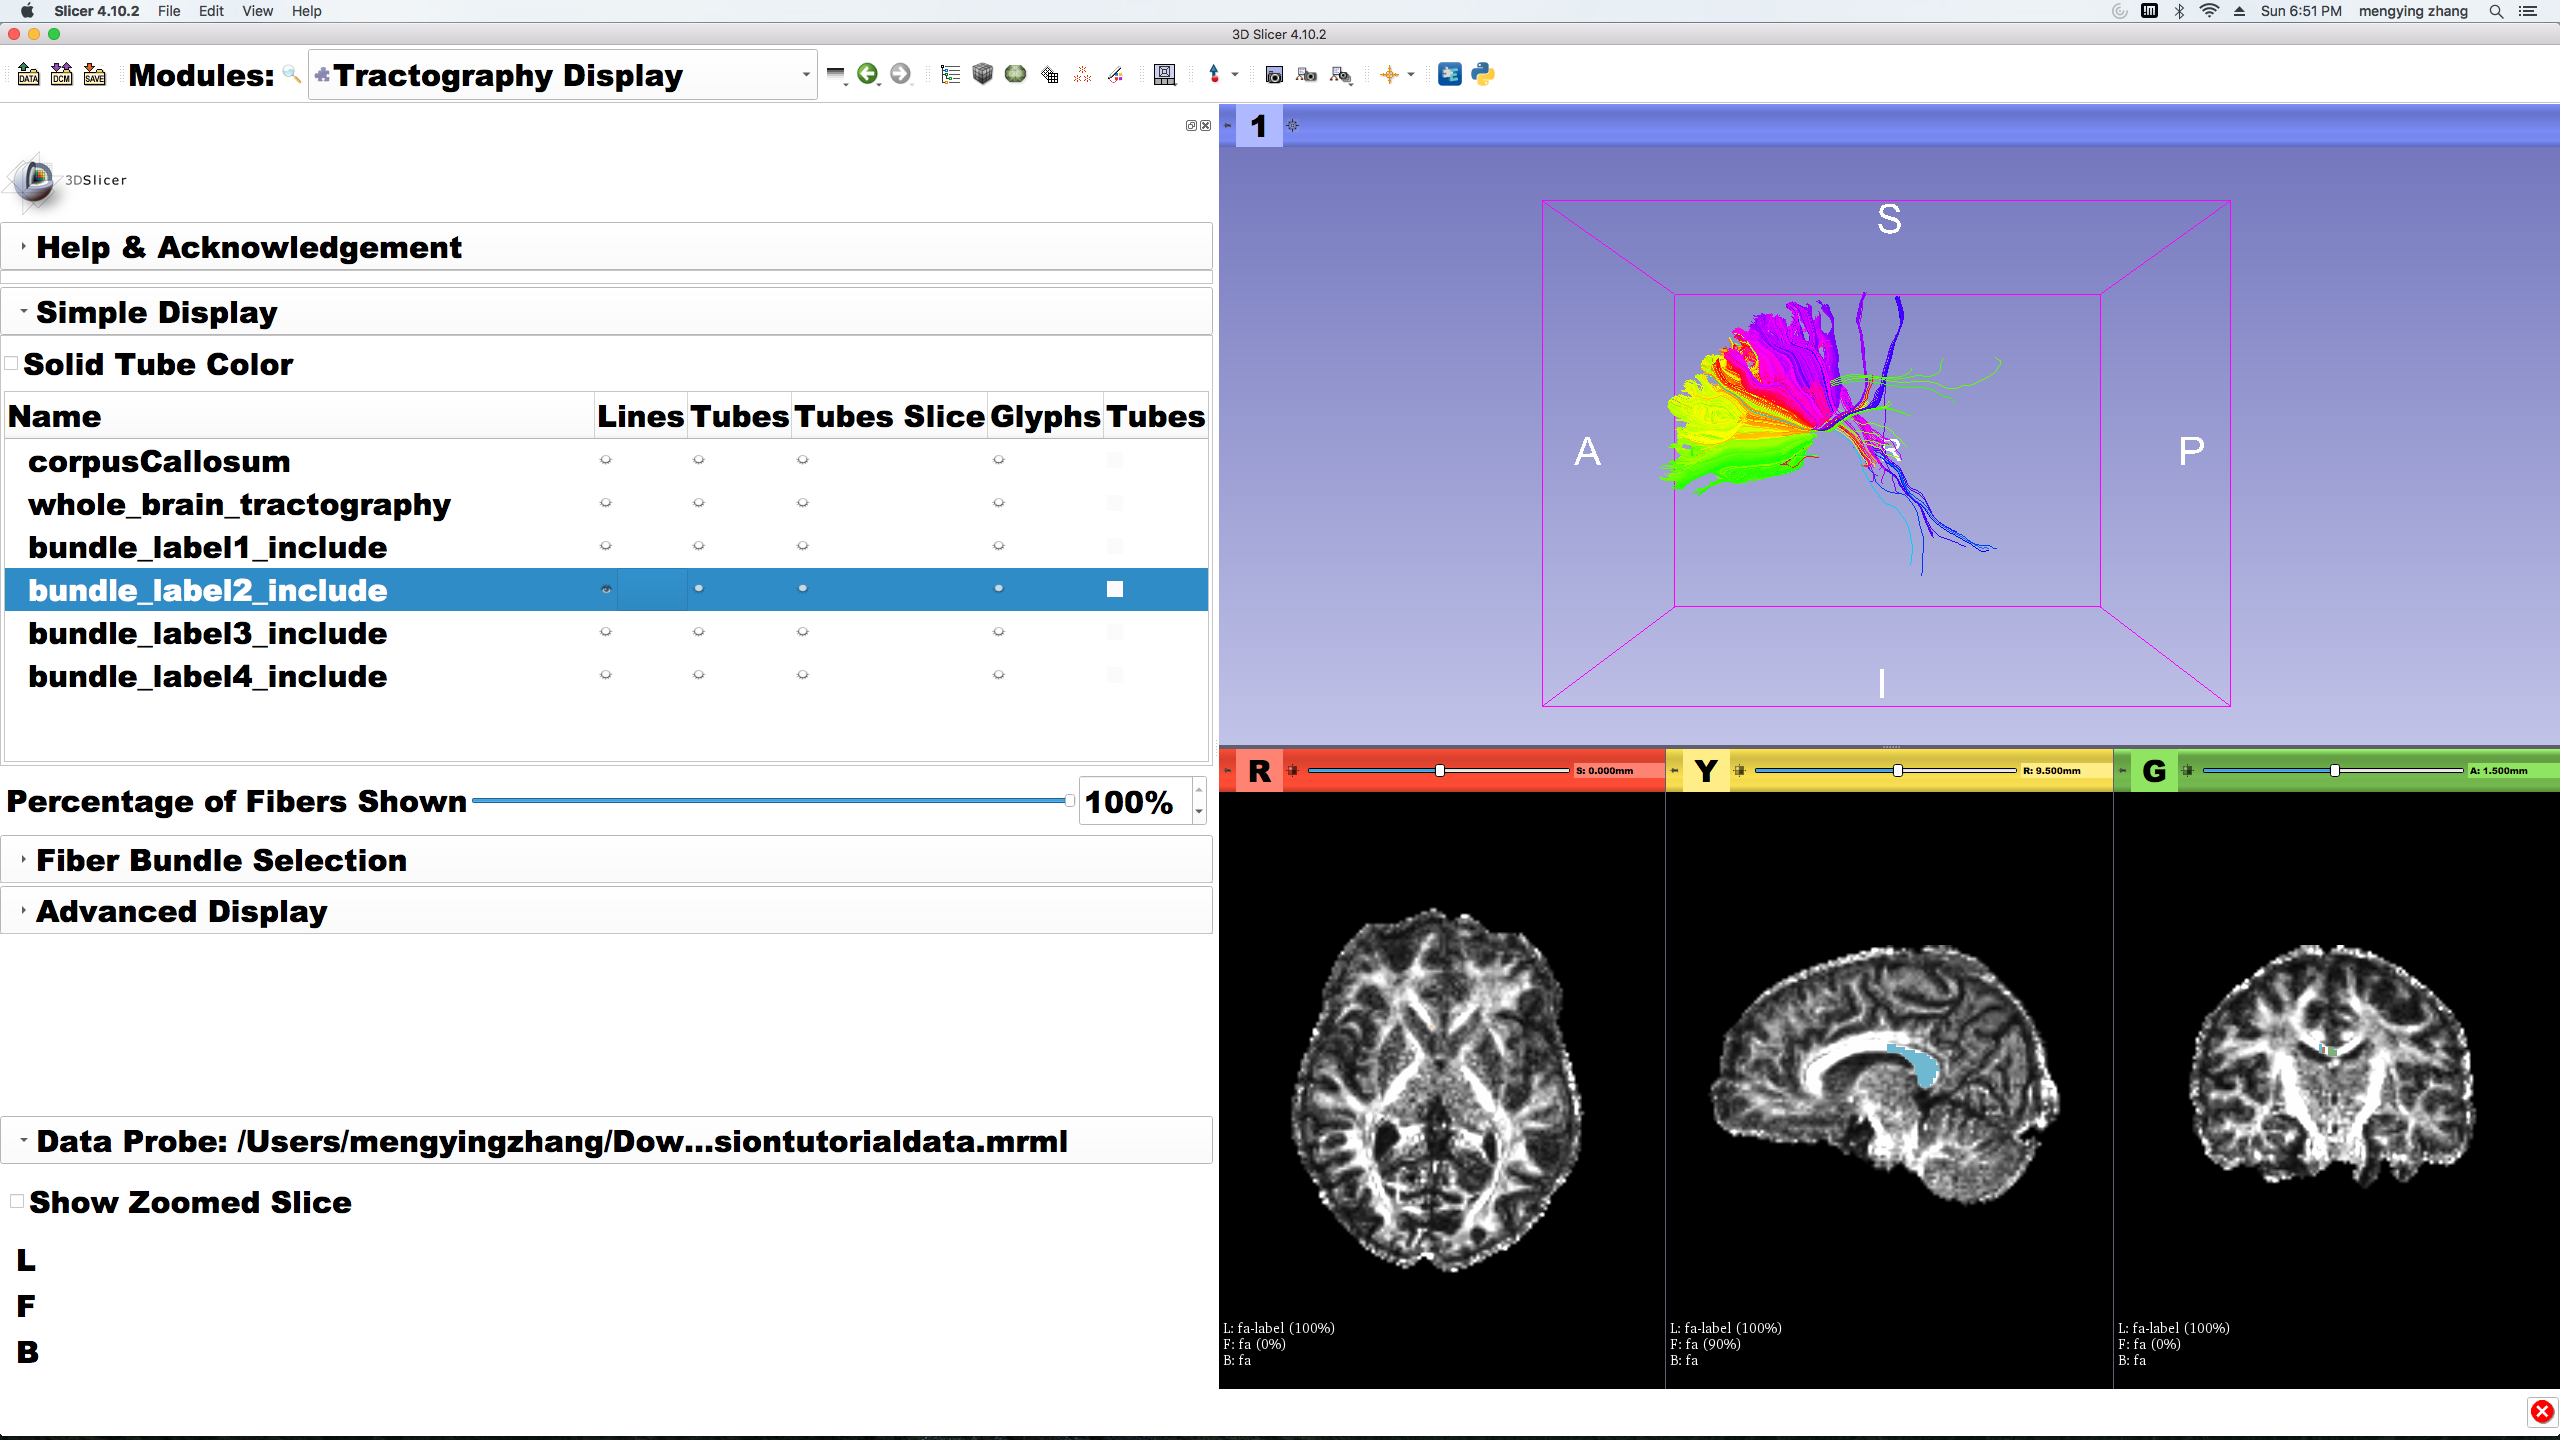 Slicer 4.10.2 File Edit View Help Sun 6:51 PM mengying zhang
3D Slicer 4.10.2
DATA DCM SAVE Modules: Tractography Display
1
3DSlicer
Help & Acknowledgement
Simple Display
Solid Tube Color
Name Lines Tubes Tubes Slice Glyphs Tubes
corpusCallosum
whole_brain_tractography
bundle_label1_include
bundle_label2_include
bundle_label3_include
bundle_label4_include
Percentage of Fibers Shown 100%
Fiber Bundle Selection
Advanced Display
Data Probe: /Users/mengyingzhang/Dow...siontutorialdata.mrml
Show Zoomed Slice
L
F
B
S
A R P
I
R S: 0.000mm
Y R: 9.500mm
G A: 1.500mm
L: fa-label (100%)
F: fa (0%)
B: fa
L: fa-label (100%)
F: fa (90%)
B: fa
L: fa-label (100%)
F: fa (0%)
B: fa